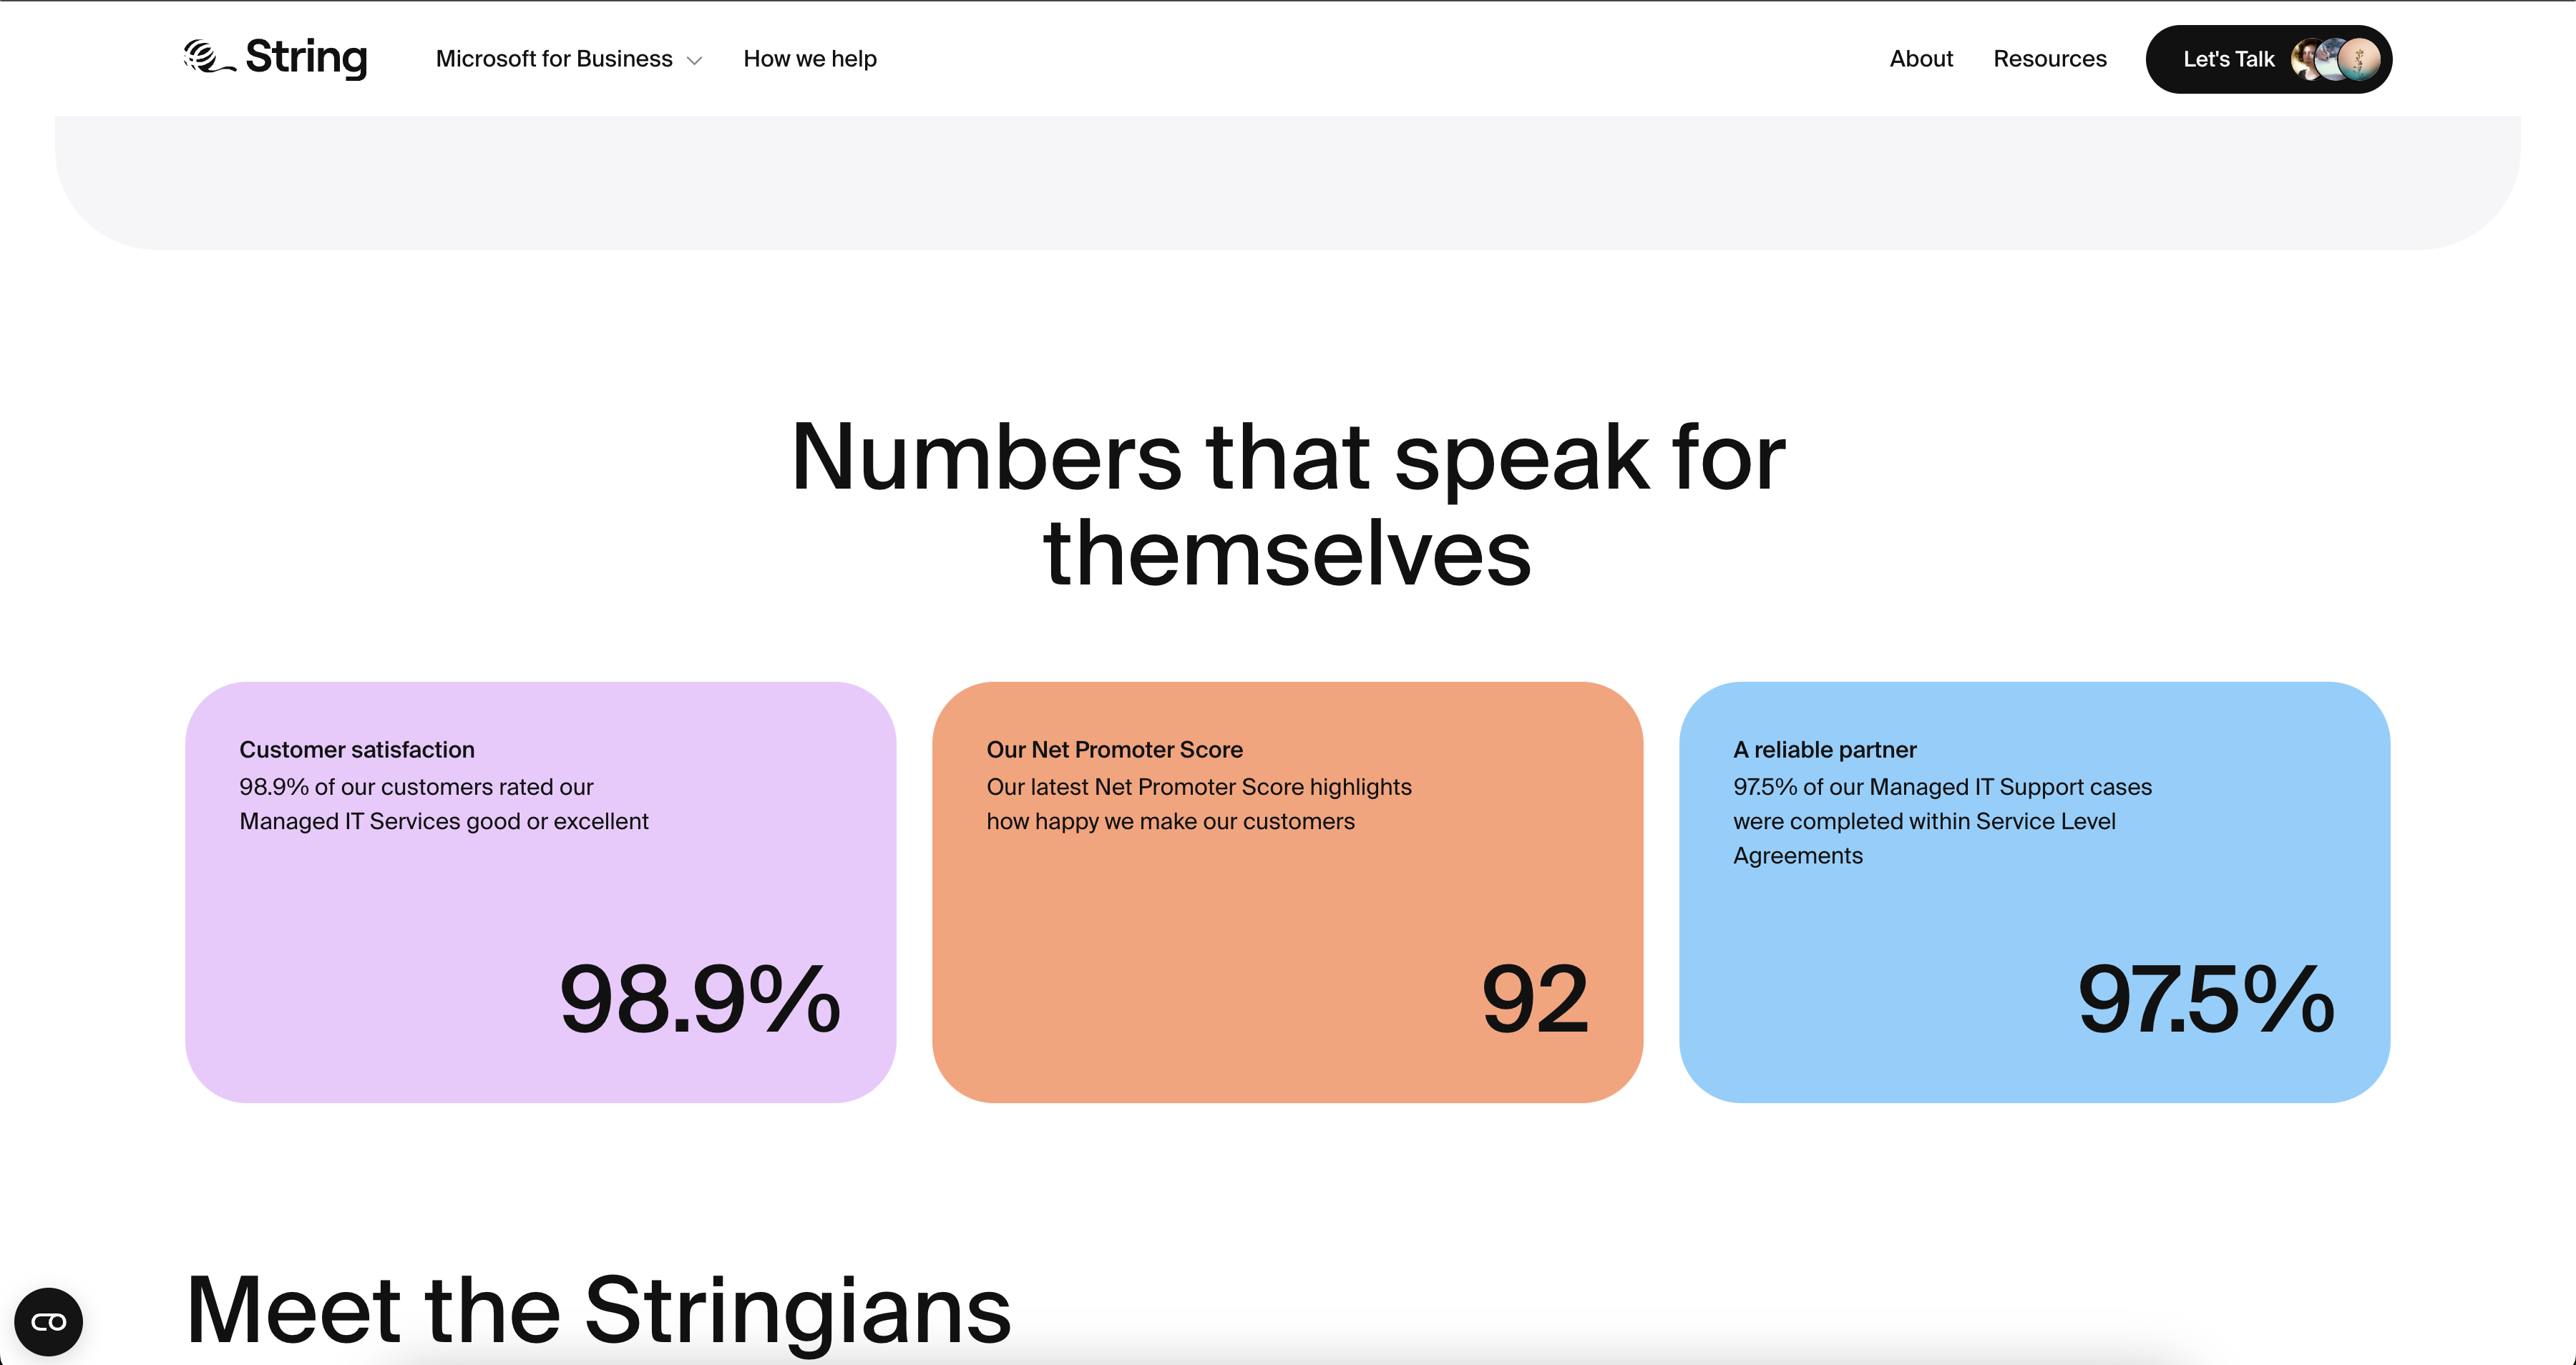 String
Microsoft for Business
How we help
About
Resources
Let's Talk
Numbers that speak for
themselves
Customer satisfaction
98.9% of our customers rated our
Managed IT Services good or excellent
98.9%
Our Net Promoter Score
Our latest Net Promoter Score highlights
how happy we make our customers
92
A reliable partner
97.5% of our Managed IT Support cases
were completed within Service Level
Agreements
97.5%
Meet the Stringians